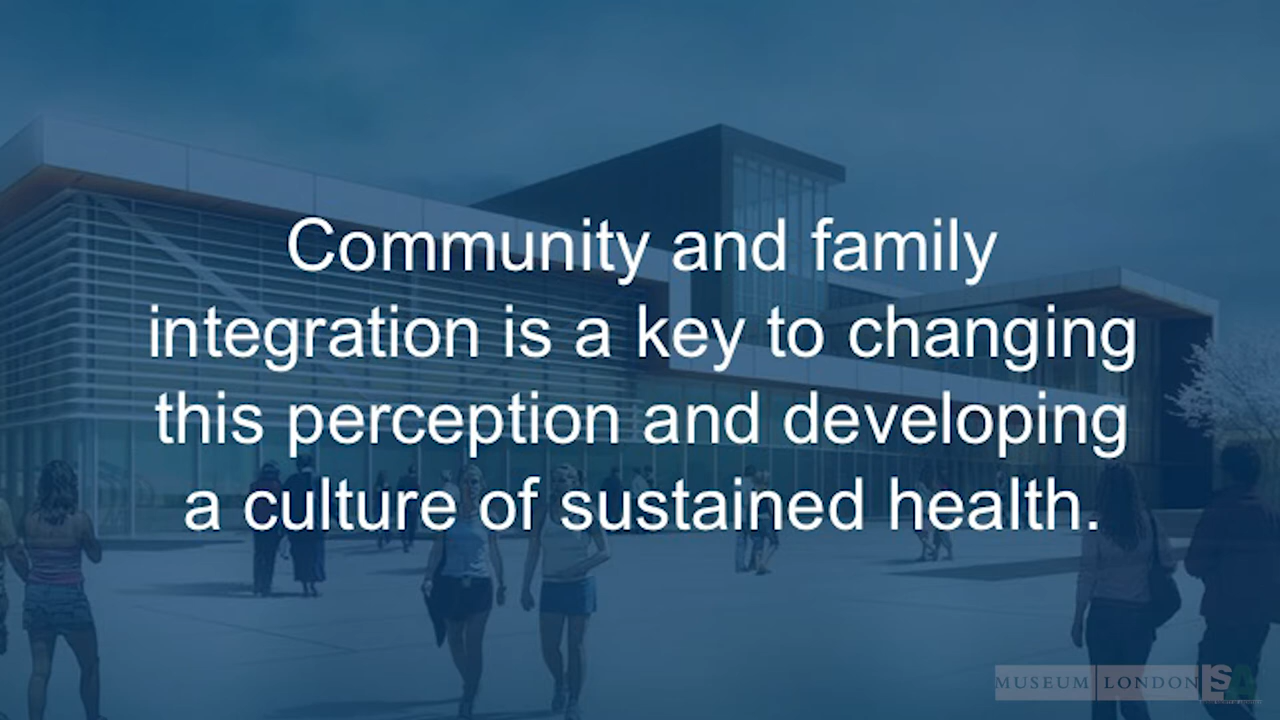 Community and family
integration is a key to changing
this perception and developing
a culture of sustained health.
MUSEUM LONDON